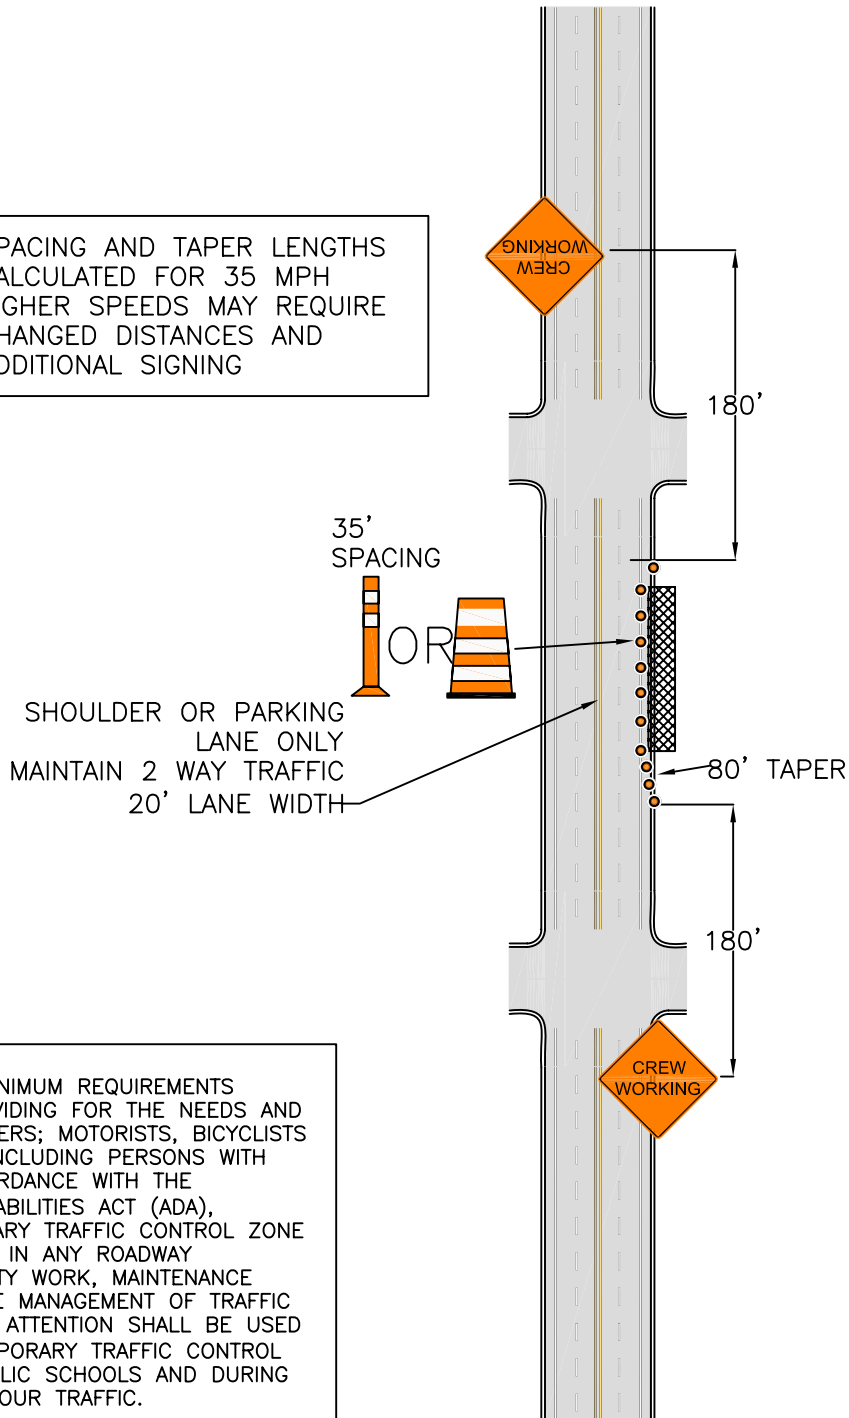 CREW
WORKING
PACING AND TAPER LENGTHS
ALCULATED FOR 35 MPH
IGHER SPEEDS MAY REQUIRE
HANGED DISTANCES AND
DDITIONAL SIGNING
180'
35'
SPACING
OR
SHOULDER OR PARKING
LANE ONLY
MAINTAIN 2 WAY TRAFFIC
20' LANE WIDTH
80' TAPER
180'
CREW
WORKING
NIMUM REQUIREMENTS
VIDING FOR THE NEEDS AND
ERS; MOTORISTS, BICYCLISTS
NCLUDING PERSONS WITH
RDANCE WITH THE
ABILITIES ACT (ADA),
ARY TRAFFIC CONTROL ZONE
IN ANY ROADWAY
TY WORK, MAINTENANCE
E MANAGEMENT OF TRAFFIC
ATTENTION SHALL BE USED
PORARY TRAFFIC CONTROL
LIC SCHOOLS AND DURING
OUR TRAFFIC.